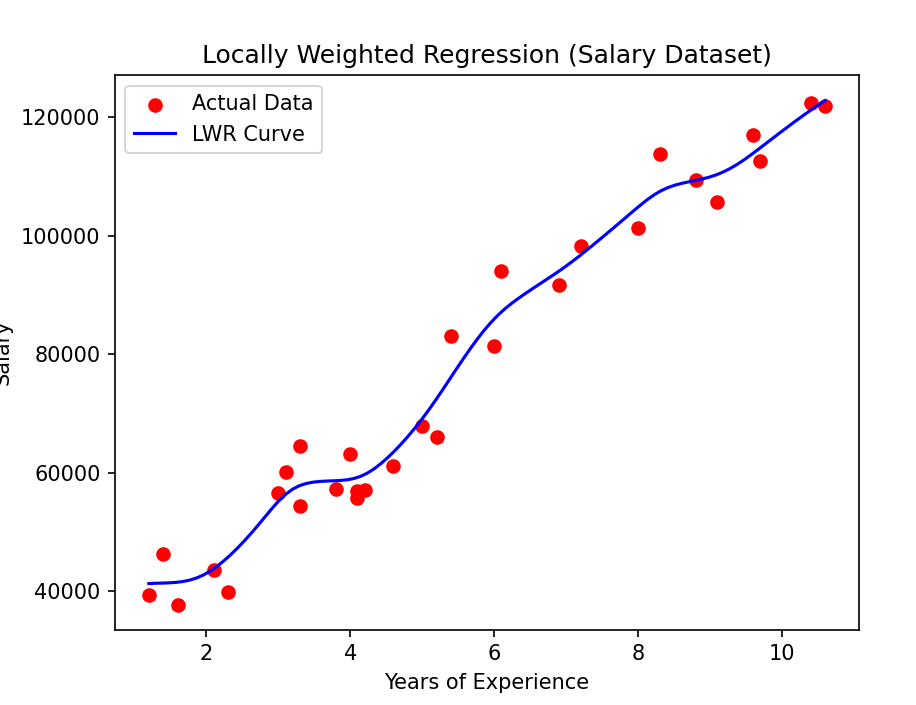 Locally Weighted Regression (Salary Dataset)
Actual Data
LWR Curve
120000
100000
80000
60000
40000
Salary
2 4 6 8 10
Years of Experience